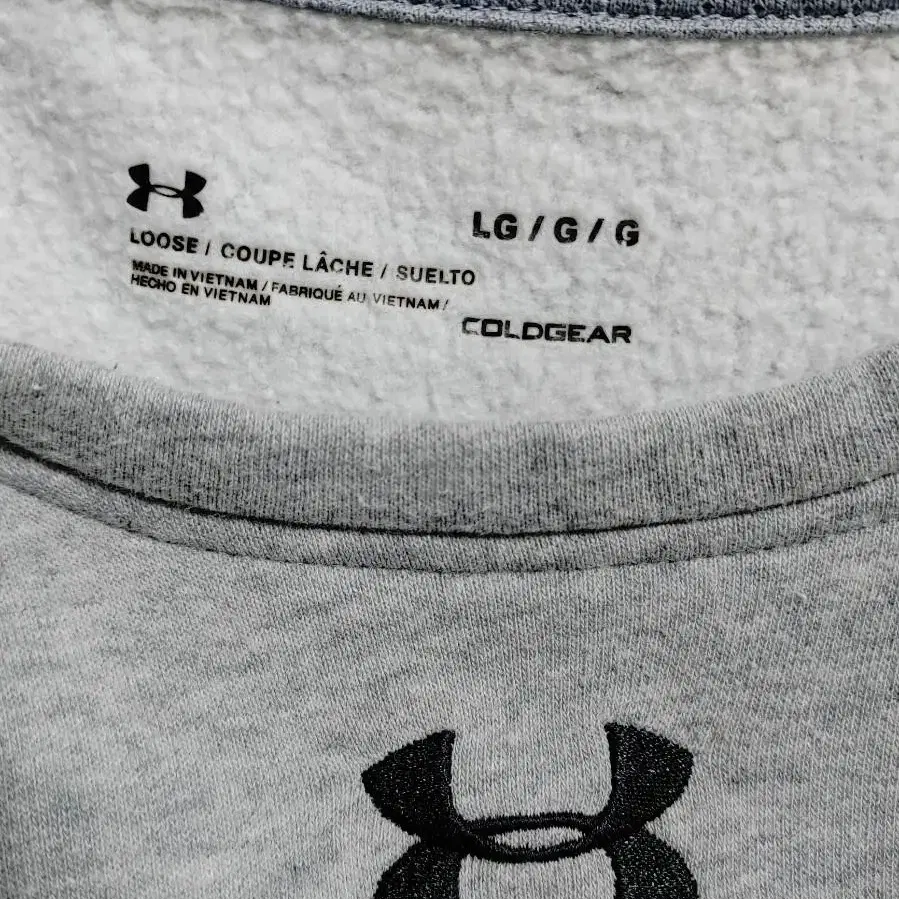 LG / G / G
LOOSE / COUPE LÂCHE / SUELTO
MADE IN VIETNAM / FABRIQUÉ AU VIETNAM /
HECHO EN VIETNAM
COLDGEAR